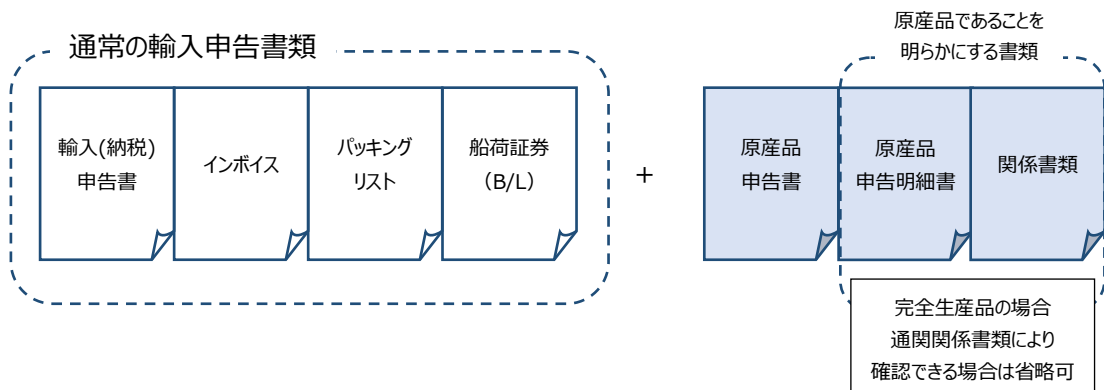 通常の輸入申告書類
輸入(納税)
申告書
インボイス
パッキング
リスト
船荷証券
（B/L）
+
原産品であることを
明らかにする書類
原産品
申告書
原産品
申告明細書
関係書類
完全生産品の場合
通関関係書類により
確認できる場合は省略可